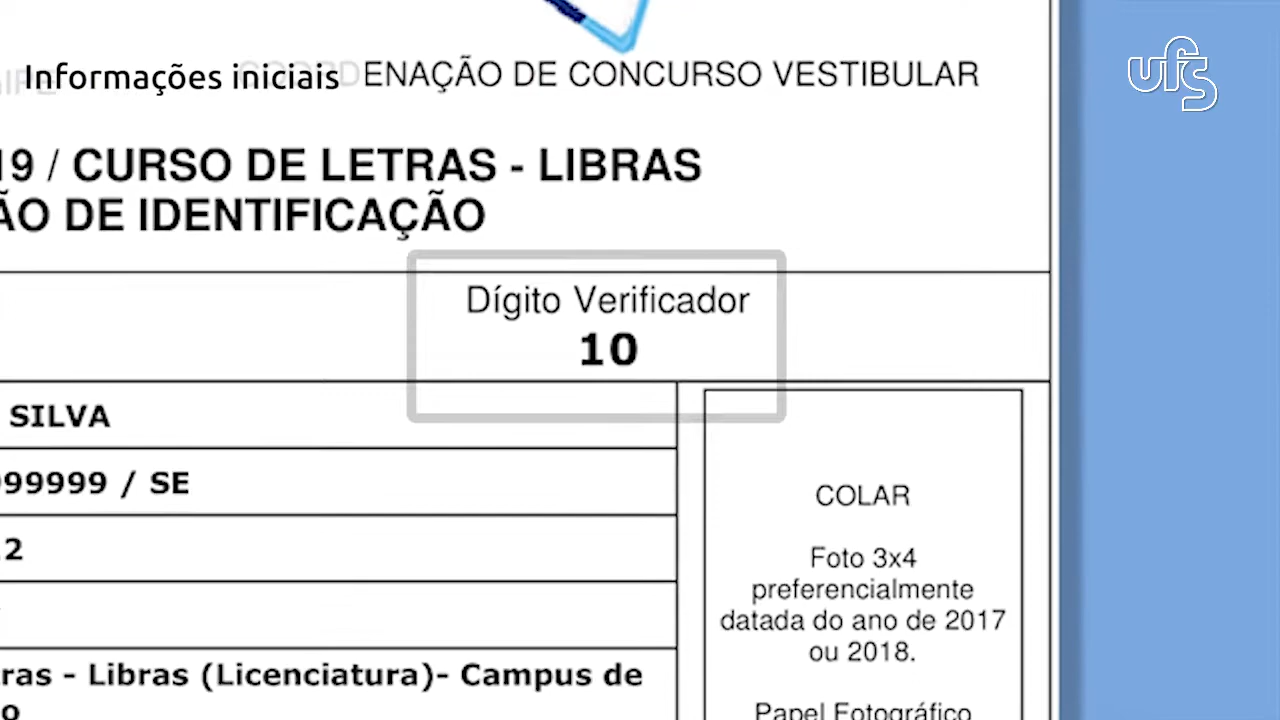 Informações iniciais
ENAÇÃO DE CONCURSO VESTIBULAR
ufs
19 / CURSO DE LETRAS - LIBRAS
ÃO DE IDENTIFICAÇÃO
Dígito Verificador
10
SILVA
999999 / SE
2
COLAR
Foto 3x4
preferencialmente
datada do ano de 2017
ou 2018.
Papel Fotográfico
ras - Libras (Licenciatura)- Campus de
o